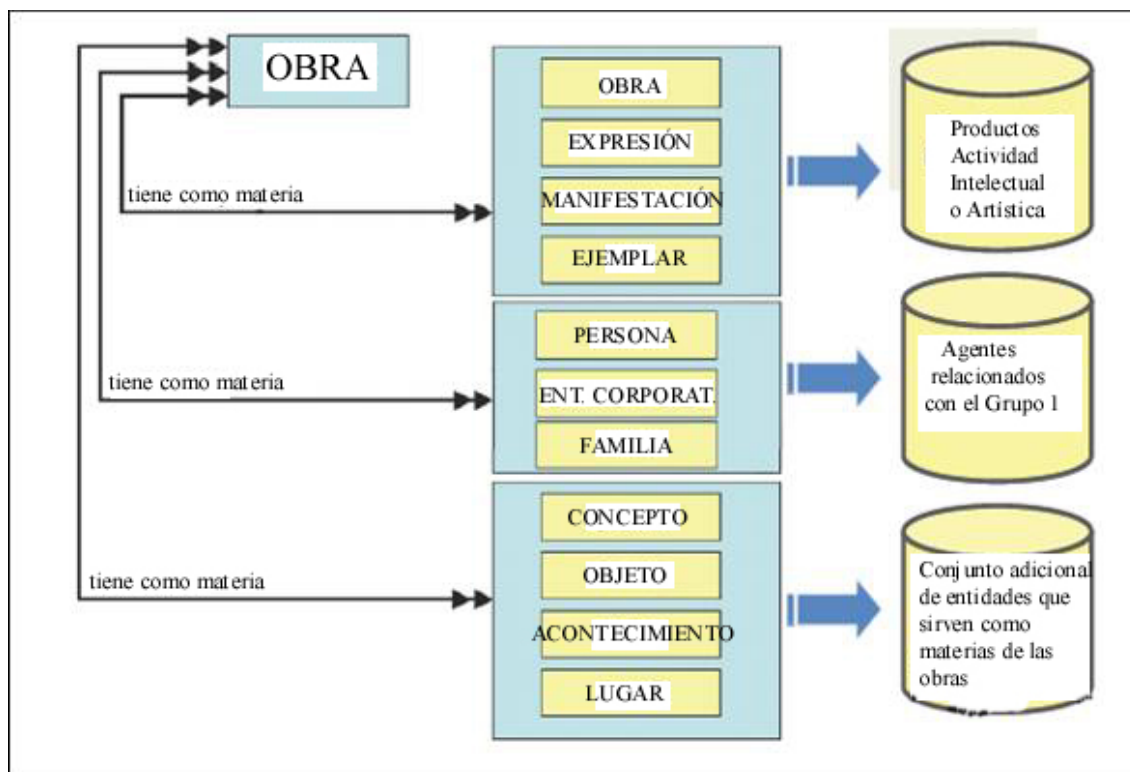 OBRA
OBRA
EXPRESIÓN
MANIFESTACIÓN
EJEMPLAR
tiene como materia
Productos
Actividad
Intelectual
o Artística
PERSONA
ENT. CORPORAT.
FAMILIA
tiene como materia
Agentes
relacionados
con el Grupo 1
CONCEPTO
OBJETO
ACONTECIMIENTO
LUGAR
tiene como materia
Conjunto adicional
de entidades que
sirven como
materias de las
obras